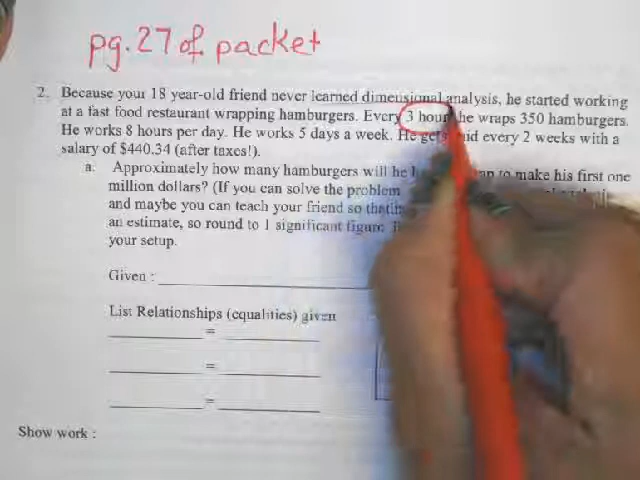 pg. 27 of packet
2. Because your 18 year-old friend never learned dimensional analysis, he started working
at a fast food restaurant wrapping hamburgers. Every 3 hours he wraps 350 hamburgers.
He works 8 hours per day. He works 5 days a week. He gets paid every 2 weeks with a
salary of $440.34 (after taxes!).
a. Approximately how many hamburgers will he to make his first one
million dollars? (If you can solve the problem
and maybe you can teach your friend so that
an estimate, so round to 1 significant figure
your setup.
Given :
List Relationships (equalities) given
=
=
=
Show work :